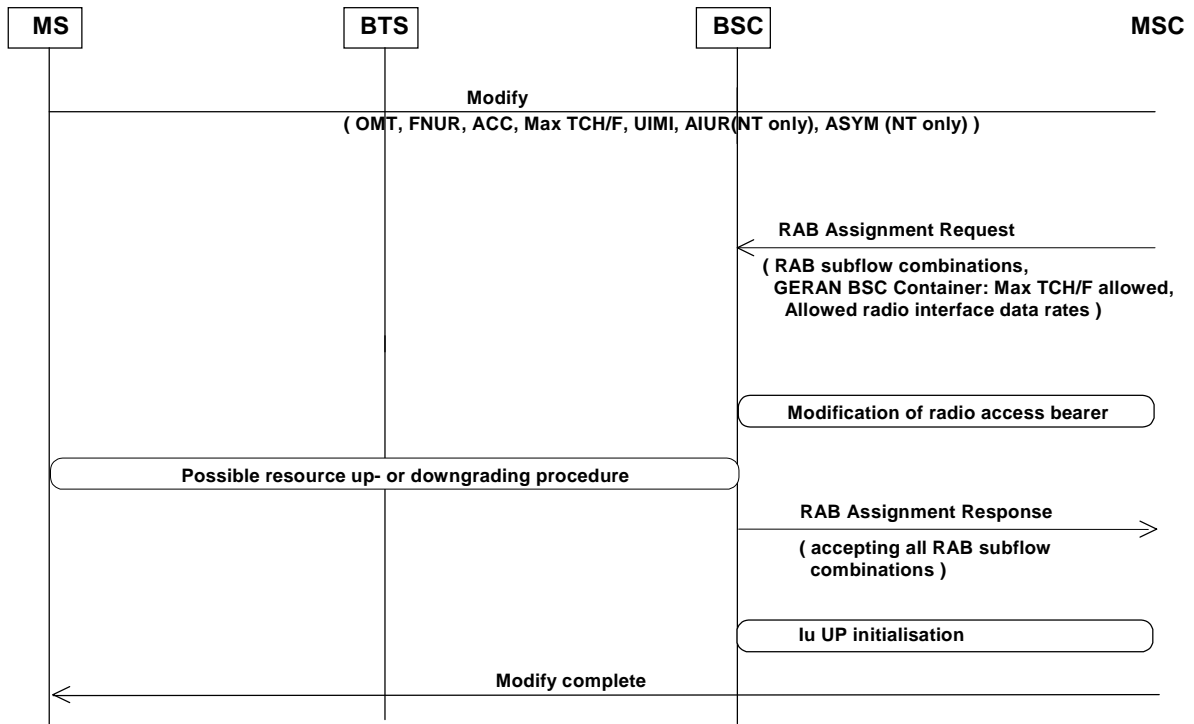 MS BTS BSC MSC
Modify
( OMT, FNUR, ACC, Max TCH/F, UIMI, AIUR(NT only), ASYM (NT only) )
RAB Assignment Request
( RAB subflow combinations,
GERAN BSC Container: Max TCH/F allowed,
Allowed radio interface data rates )
Modification of radio access bearer
Possible resource up- or downgrading procedure
RAB Assignment Response
( accepting all RAB subflow
combinations )
Iu UP initialisation
Modify complete